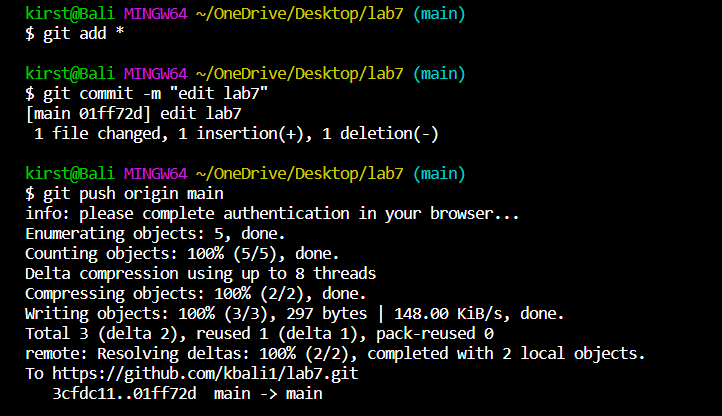 kirst@Bali MINGW64 ~/OneDrive/Desktop/lab7 (main)
$ git add *
kirst@Bali MINGW64 ~/OneDrive/Desktop/lab7 (main)
$ git commit -m "edit lab7"
[main 01ff72d] edit lab7
 1 file changed, 1 insertion(+), 1 deletion(-)
kirst@Bali MINGW64 ~/OneDrive/Desktop/lab7 (main)
$ git push origin main
info: please complete authentication in your browser...
Enumerating objects: 5, done.
Counting objects: 100% (5/5), done.
Delta compression using up to 8 threads
Compressing objects: 100% (2/2), done.
Writing objects: 100% (3/3), 297 bytes | 148.00 KiB/s, done.
Total 3 (delta 2), reused 1 (delta 1), pack-reused 0
remote: Resolving deltas: 100% (2/2), completed with 2 local objects.
To https://github.com/kbali1/lab7.git
   3cfdc11..01ff72d  main -> main